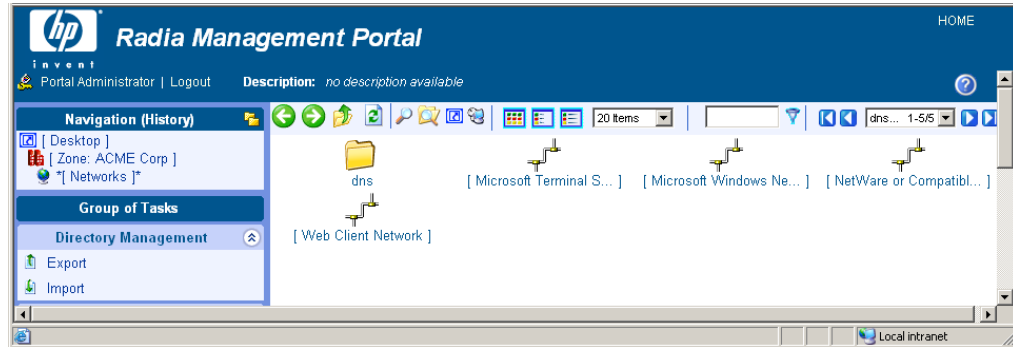 HOME
hp
invent
Radia Management Portal
Portal Administrator | Logout Description: no description available
?
Navigation (History)
20 Items
dns... 1-5/5
[ Desktop ]
[ Zone: ACME Corp ]
*[ Networks ]*
dns [ Microsoft Terminal S... ] [ Microsoft Windows Ne... ] [ NetWare or Compatibl... ]
Group of Tasks
Directory Management
[ Web Client Network ]
Export
Import
Local intranet